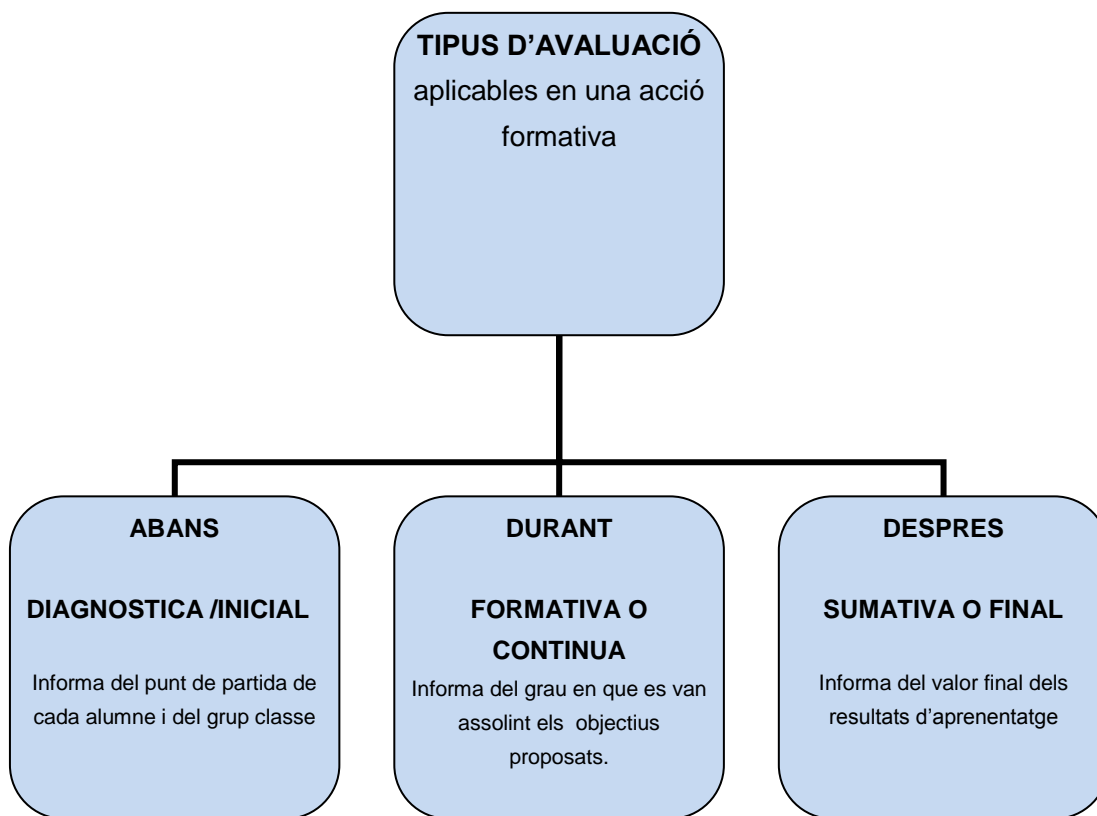 TIPUS D’AVALUACIÓ
aplicables en una acció
formativa
ABANS
DIAGNOSTICA /INICIAL
Informa del punt de partida de
cada alumne i del grup classe
DURANT
FORMATIVA O
CONTINUA
Informa del grau en que es van
assolint els objectius
proposats.
DESPRES
SUMATIVA O FINAL
Informa del valor final dels
resultats d’aprenentatge